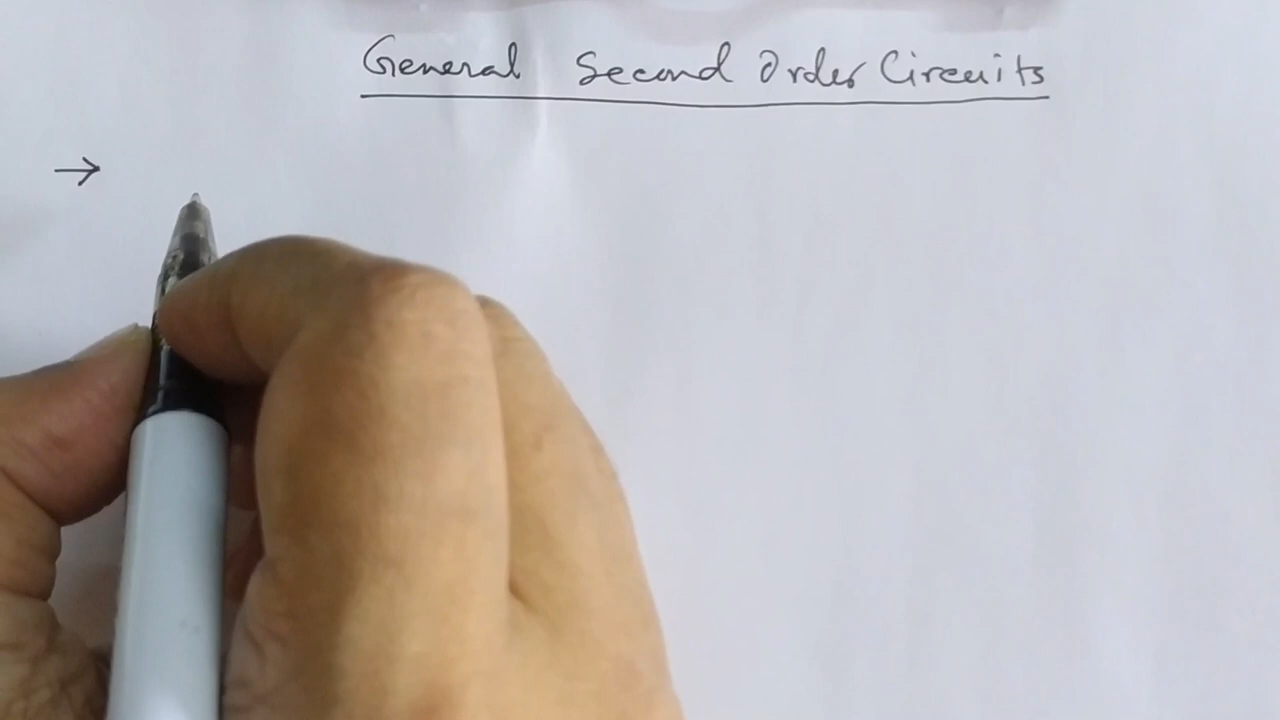 General Second Order Circuits
→